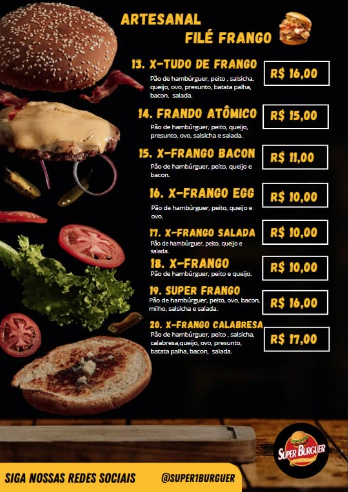 ARTESANAL
FILÉ FRANGO
13. X-TUDO DE FRANGO
R$ 16,00
Pão de hambúrguer, peito , salsicha,
queijo, ovo, presunto, batata palha,
bacon, salada.
14. FRANDO ATÔMICO
R$ 15,00
Pão de hambúrguer, peito, queijo,
presunto, ovo, salsicha e salada.
15. X-FRANGO BACON
R$ 11,00
Pão de hambúrguer, peito, queijo e
bacon.
16. X-FRANGO EGG
R$ 10,00
Pão de hambúrguer, peito, queijo e
ovo.
17. X-FRANGO SALADA
R$ 10,00
Pão de hambúrguer, peito, queijo e
salada.
18. X-FRANGO
R$ 10,00
Pão de hambúrguer, peito e queijo.
19. SUPER FRANGO
R$ 16,00
Pão de hambúrguer, peito, ovo, bacon,
milho, salsicha e salada.
20. X-FRANGO CALABRESA
R$ 17,00
Pão de hambúrguer, peito , salsicha,
calabresa,queijo, ovo, presunto,
batata palha, bacon, salada.
SUPER BURGUER
SIGA NOSSAS REDES SOCIAIS @SUPER1BURGUER